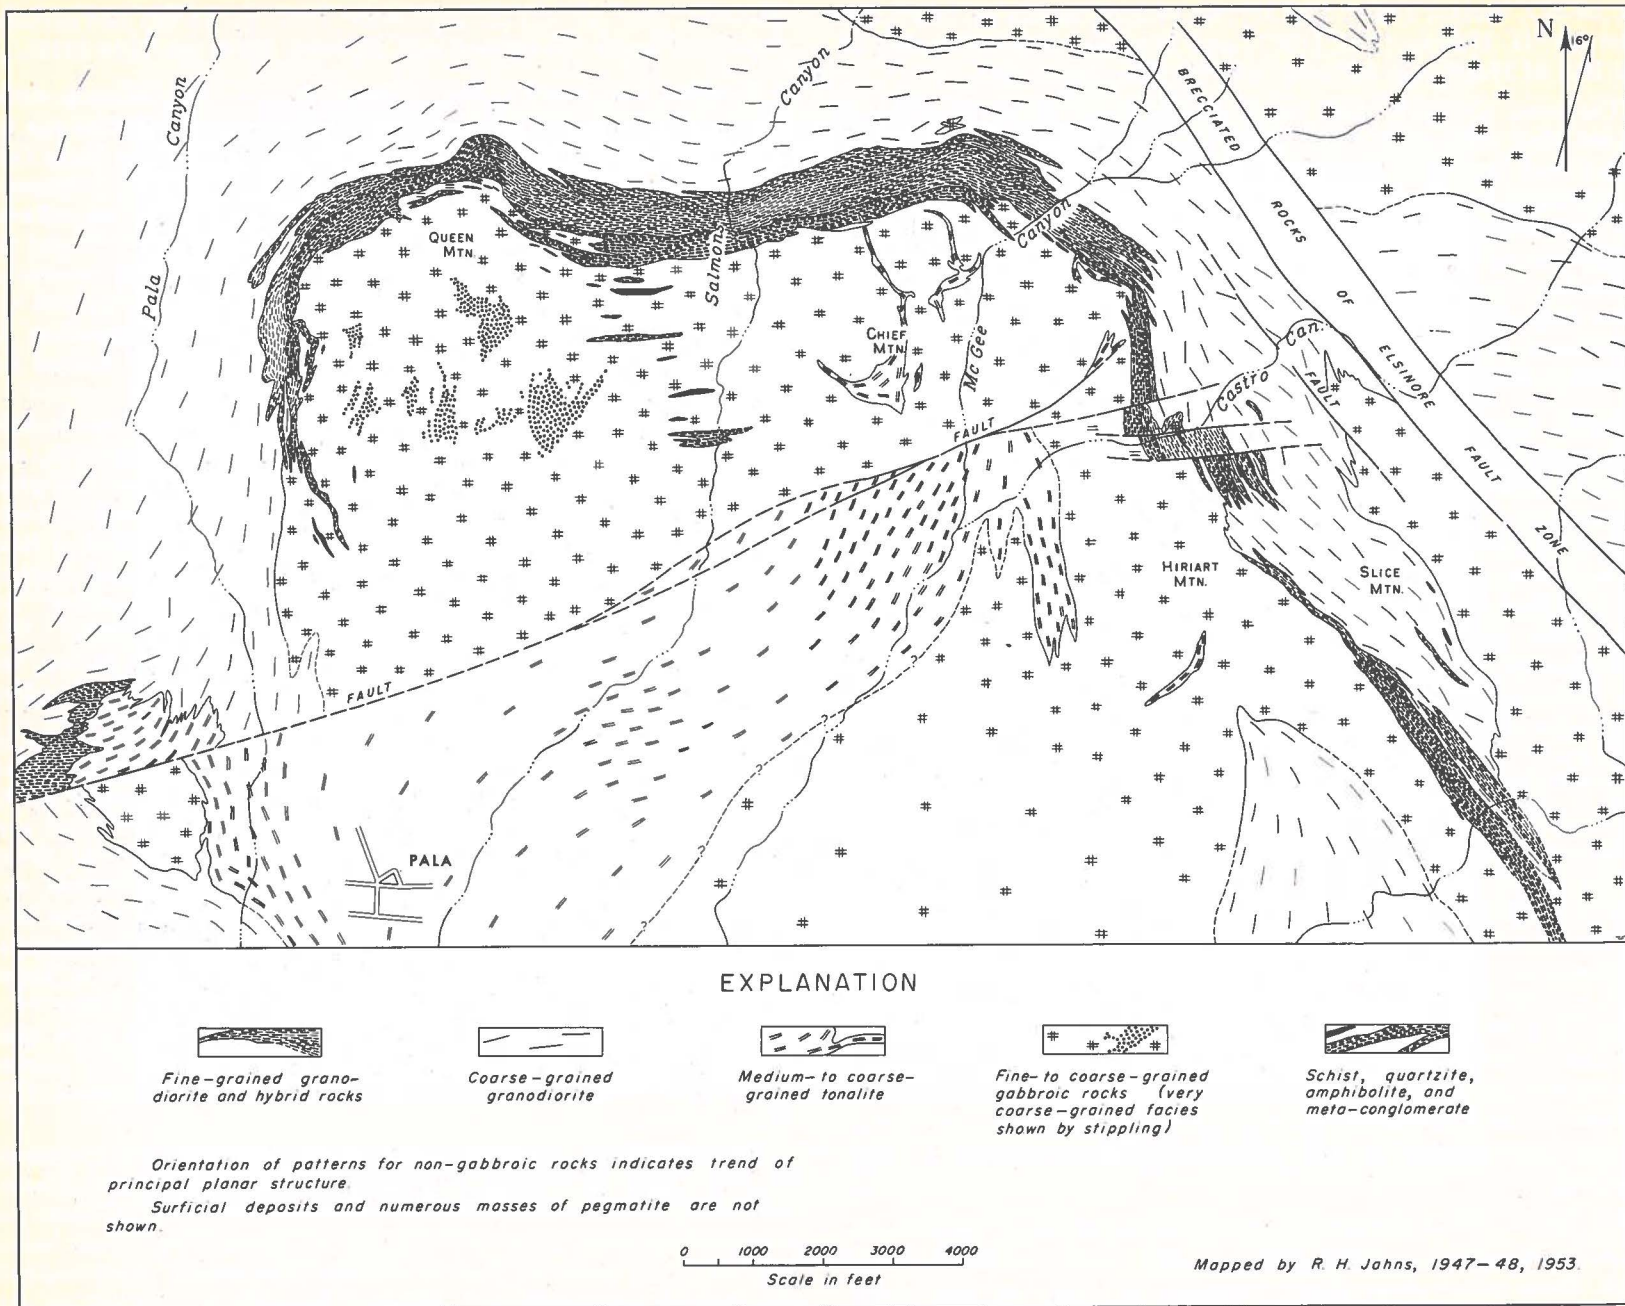 N
16°
Pala
Canyon
Salmons
Canyon
McGee
Canyon
QUEEN
MTN.
CHIEF
MTN.
BRECCIATED
ROCKS
OF
ELSINORE
FAULT
ZONE
Castro
Can.
FAULT
FAULT
FAULT
HIRIART
MTN.
SLICE
MTN.
?
?
?
?
?
PALA
EXPLANATION
Fine-grained grano-
diorite and hybrid rocks
Coarse-grained
granodiorite
Medium- to coarse-
grained tonalite
Fine- to coarse-grained
gabbroic rocks (very
coarse-grained facies
shown by stippling)
Schist, quartzite,
amphibolite, and
meta-conglomerate
Orientation of patterns for non-gabbroic rocks indicates trend of
principal planar structure.
Surficial deposits and numerous masses of pegmatite are not
shown.
0 1000 2000 3000 4000
Scale in feet
Mapped by R. H. Jahns, 1947-48, 1953.